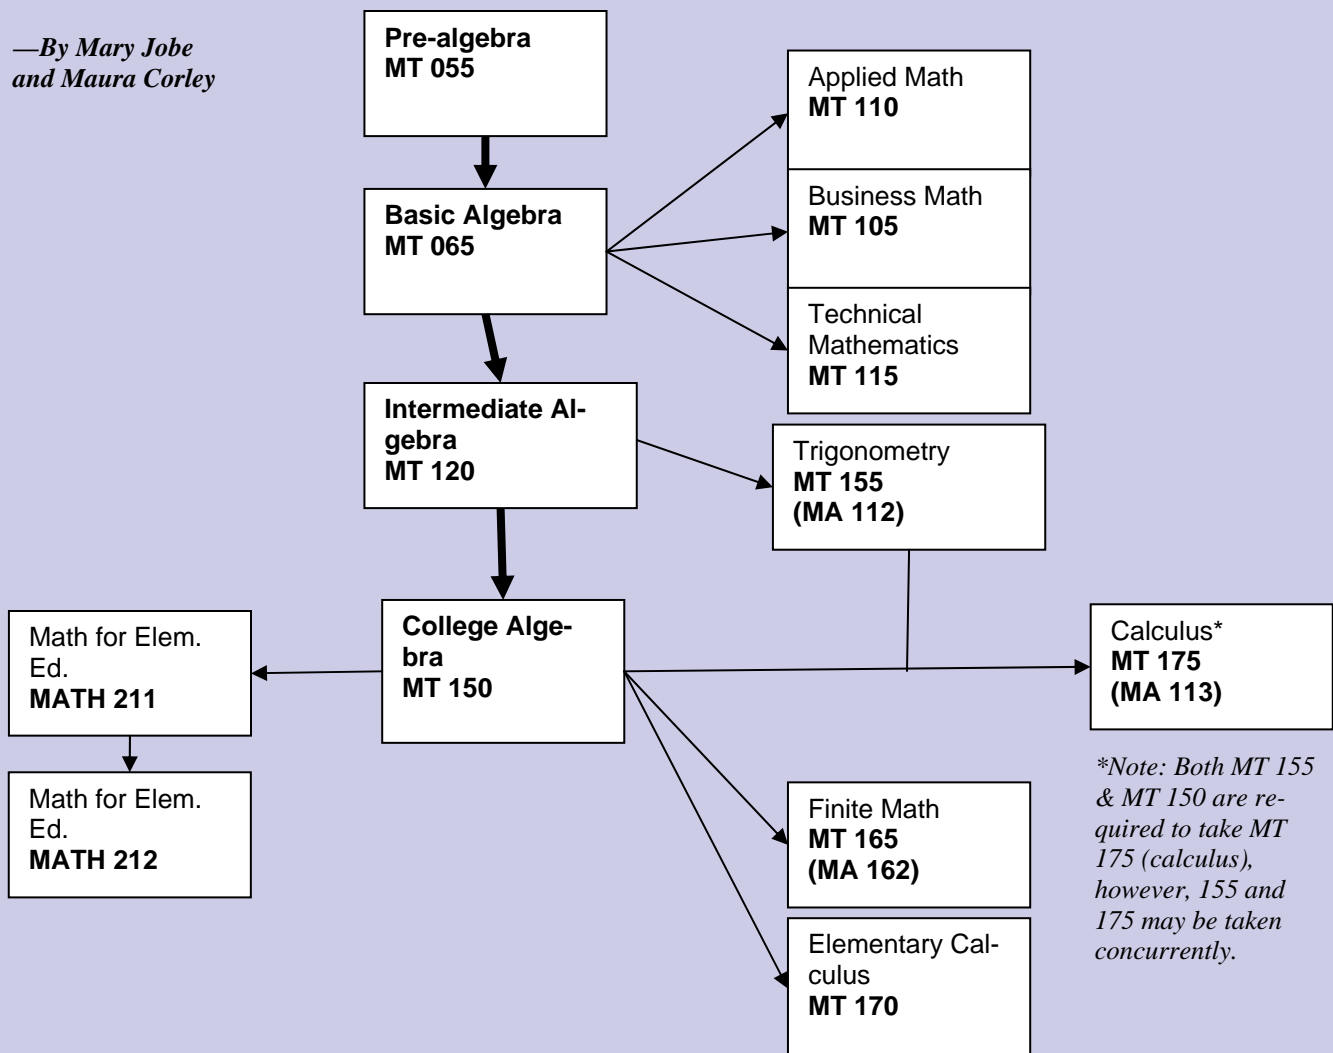 —By Mary Jobe
and Maura Corley
Pre-algebra
MT 055
Applied Math
MT 110
Basic Algebra
MT 065
Business Math
MT 105
Technical
Mathematics
MT 115
Intermediate Al-
gebra
MT 120
Trigonometry
MT 155
(MA 112)
College Alge-
bra
MT 150
Math for Elem.
Ed.
MATH 211
Calculus*
MT 175
(MA 113)
Math for Elem.
Ed.
MATH 212
Finite Math
MT 165
(MA 162)
*Note: Both MT 155
& MT 150 are re-
quired to take MT
175 (calculus),
however, 155 and
175 may be taken
concurrently.
Elementary Cal-
culus
MT 170